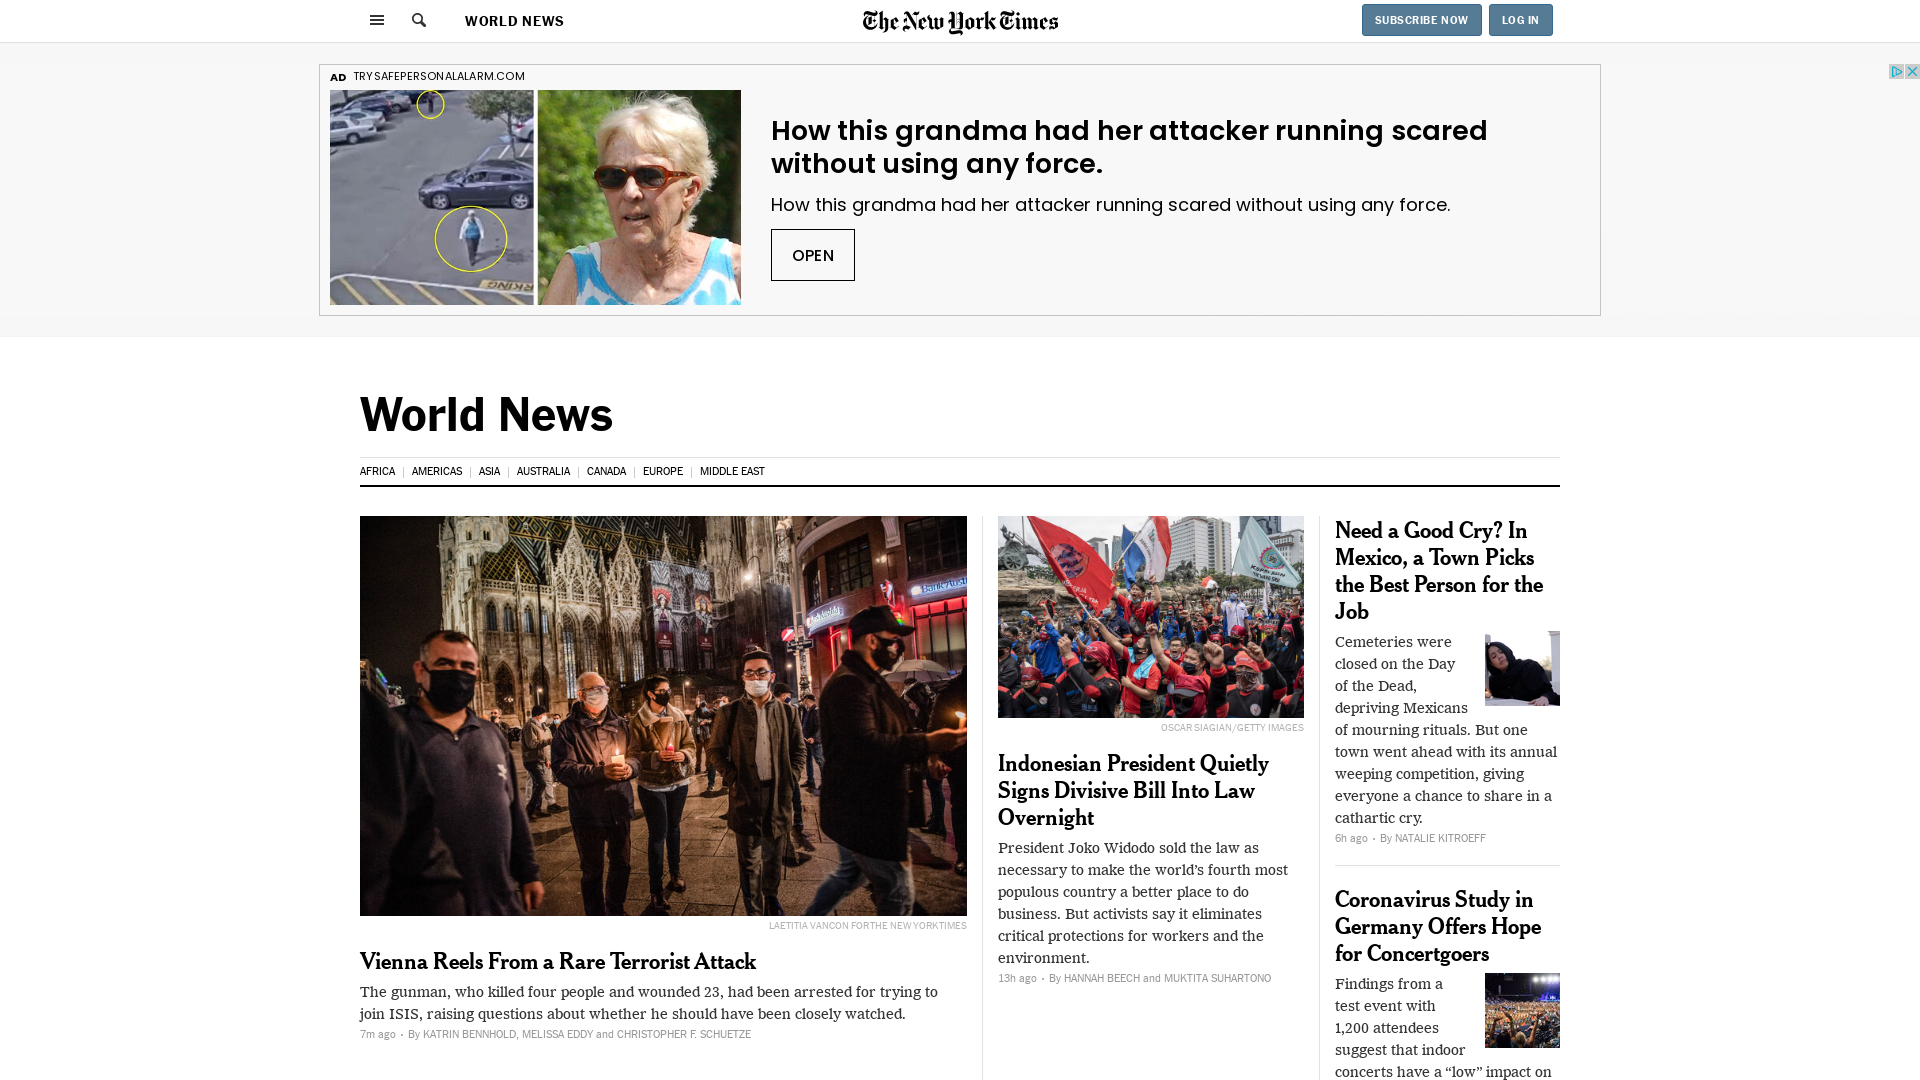 WORLD NEWS
The New York Times
SUBSCRIBE NOW
LOG IN
AD TRYSAFEPERSONALALARM.COM
How this grandma had her attacker running scared
without using any force.
How this grandma had her attacker running scared without using any force.
OPEN
World News
AFRICA
AMERICAS
ASIA
AUSTRALIA
CANADA
EUROPE
MIDDLE EAST
LAETITIA VANCON FOR THE NEW YORK TIMES
Vienna Reels From a Rare Terrorist Attack
The gunman, who killed four people and wounded 23, had been arrested for trying to
join ISIS, raising questions about whether he should have been closely watched.
7m ago • By KATRIN BENNHOLD, MELISSA EDDY and CHRISTOPHER F. SCHUETZE
OSCAR SIAGIAN/GETTY IMAGES
Indonesian President Quietly
Signs Divisive Bill Into Law
Overnight
President Joko Widodo sold the law as
necessary to make the world’s fourth most
populous country a better place to do
business. But activists say it eliminates
critical protections for workers and the
environment.
13h ago • By HANNAH BEECH and MUKTITA SUHARTONO
Need a Good Cry? In
Mexico, a Town Picks
the Best Person for the
Job
Cemeteries were
closed on the Day
of the Dead,
depriving Mexicans
of mourning rituals. But one
town went ahead with its annual
weeping competition, giving
everyone a chance to share in a
cathartic cry.
6h ago • By NATALIE KITROEFF
Coronavirus Study in
Germany Offers Hope
for Concertgoers
Findings from a
test event with
1,200 attendees
suggest that indoor
concerts have a “low” impact on